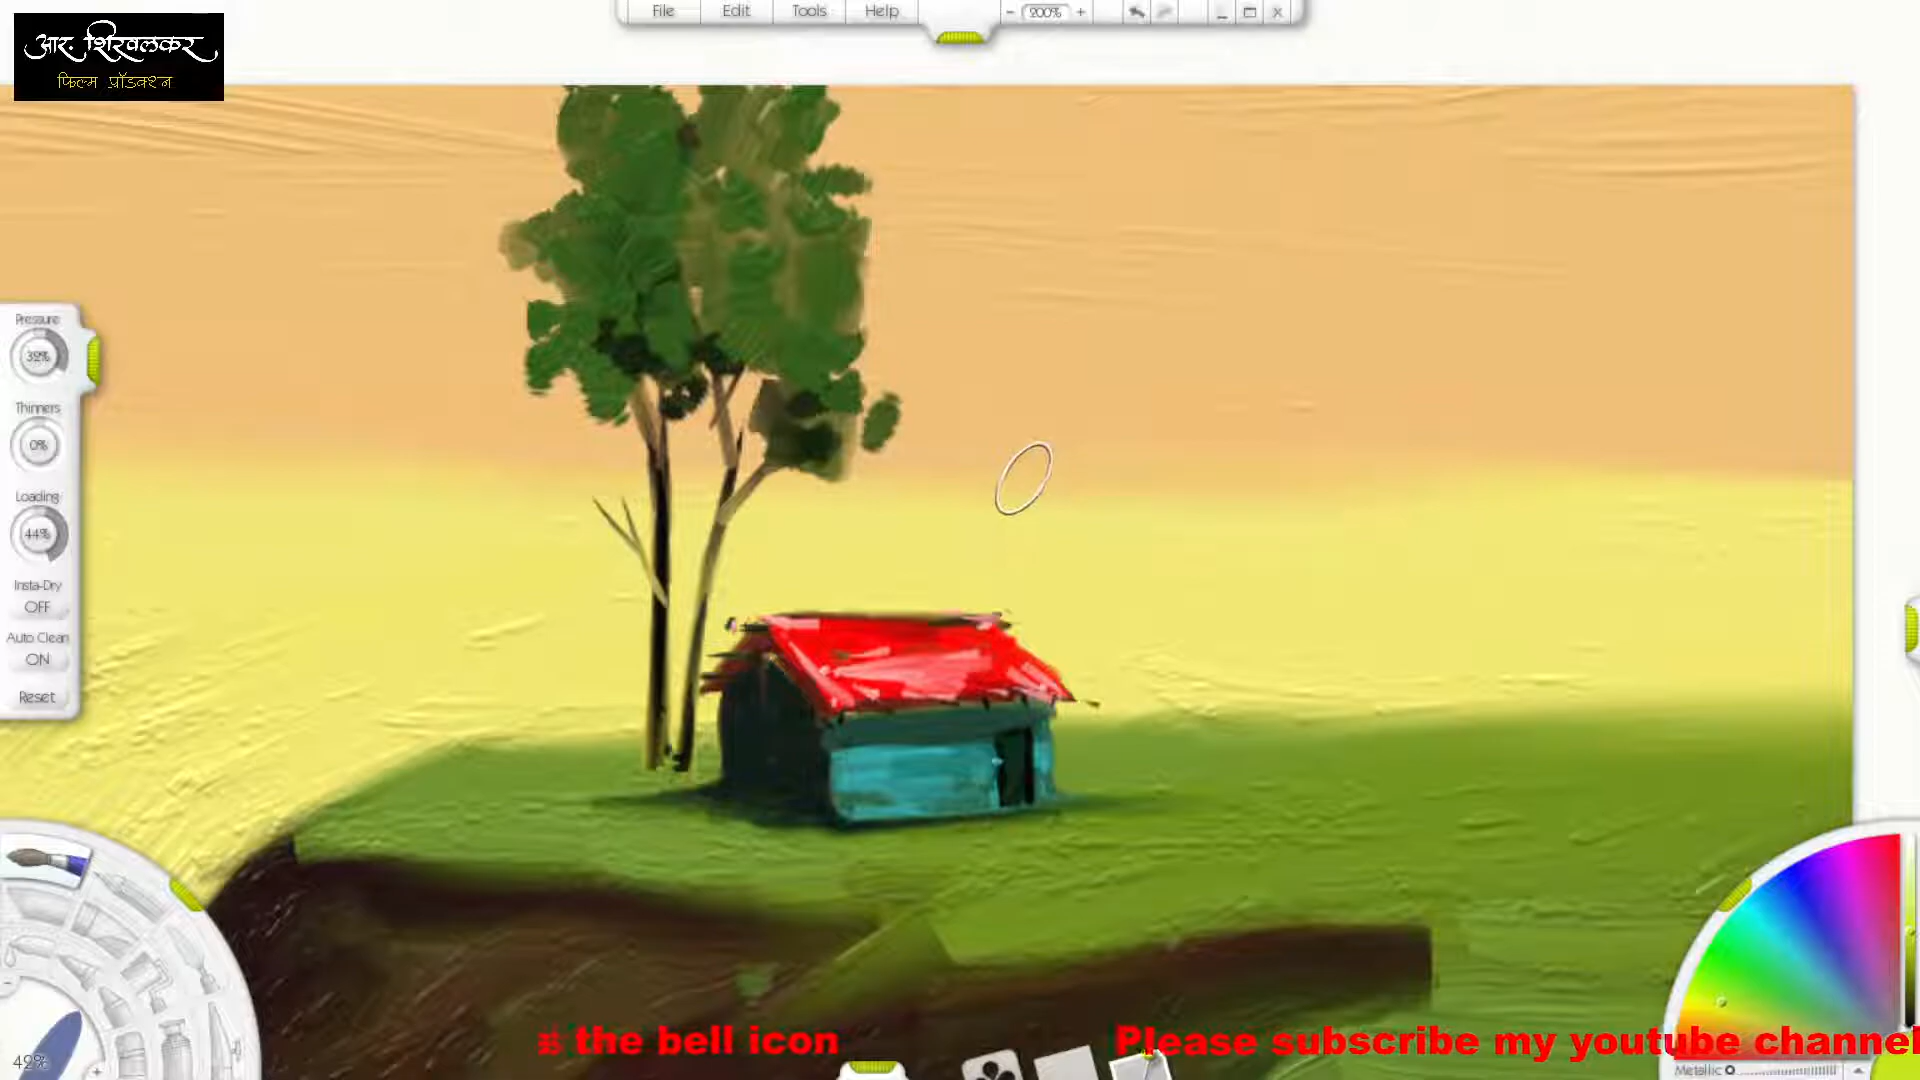 File Edit Tools Help - 200% +
आर. शिरवलकर
फिल्म प्रॉडक्शन
Pressure
39%
Thinners
0%
Loading
44%
Insta-Dry
OFF
Auto Clean
ON
Reset
the bell icon Please subscribe my youtube channel
49%
Metallic